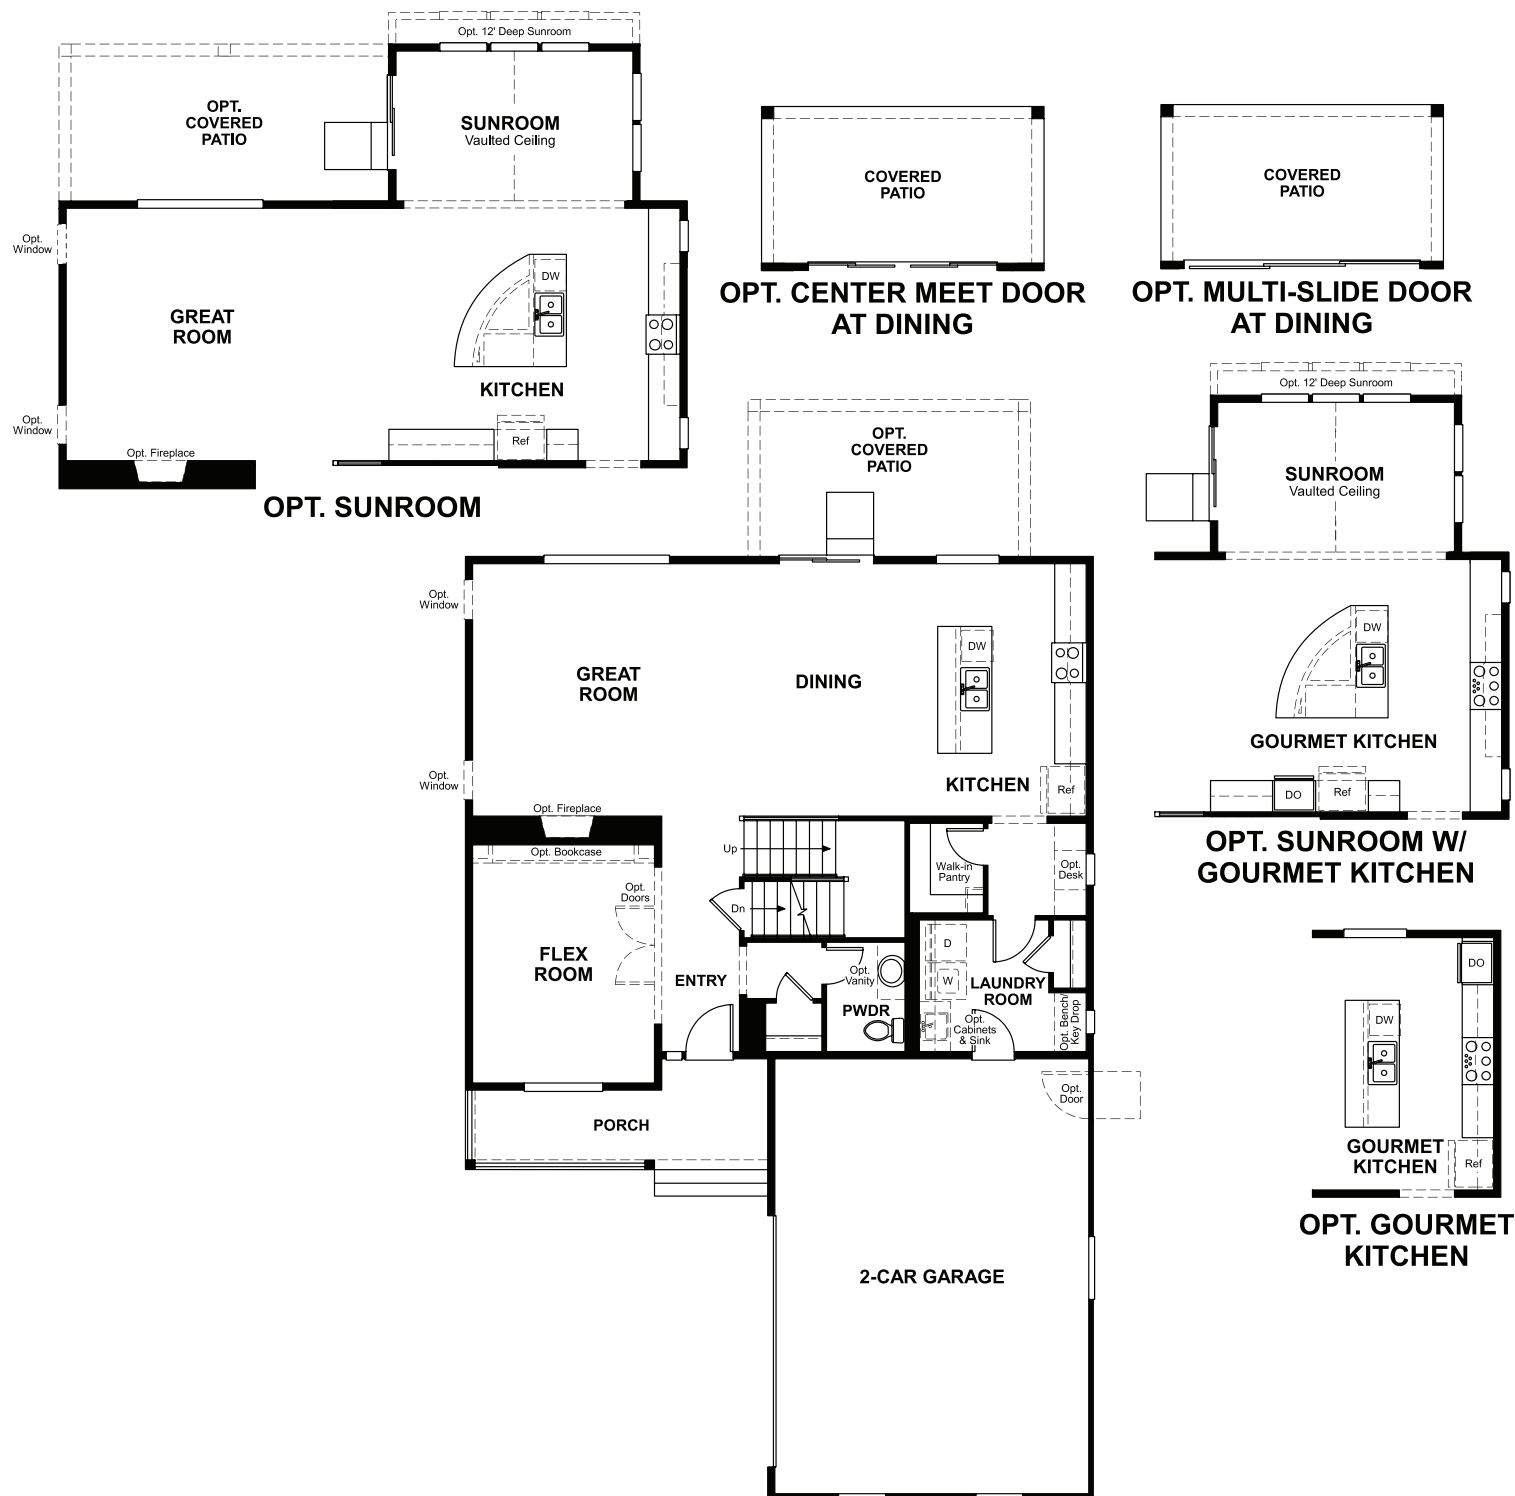 Opt. 12' Deep Sunroom
OPT.
COVERED
PATIO
SUNROOM
Vaulted Ceiling
Opt.
Window
GREAT
ROOM
DW
KITCHEN
Opt.
Window
Opt. Fireplace
Ref
OPT. SUNROOM
COVERED
PATIO
OPT. CENTER MEET DOOR
AT DINING
COVERED
PATIO
OPT. MULTI-SLIDE DOOR
AT DINING
Opt. 12' Deep Sunroom
SUNROOM
Vaulted Ceiling
DW
GOURMET KITCHEN
DO
Ref
OPT. SUNROOM W/
GOURMET KITCHEN
OPT.
COVERED
PATIO
Opt.
Window
GREAT
ROOM
DINING
DW
KITCHEN
Ref
Opt.
Window
Opt. Fireplace
Opt. Bookcase
Up
Walk-in
Pantry
Opt.
Desk
Opt.
Doors
Dn
FLEX
ROOM
ENTRY
Opt.
Vanity
PWDR
D
W
LAUNDRY
ROOM
Opt.
Cabinets
& Sink
Opt. Bench/
Key Drop
Opt.
Door
PORCH
2-CAR GARAGE
DO
DW
GOURMET
KITCHEN
Ref
OPT. GOURMET
KITCHEN